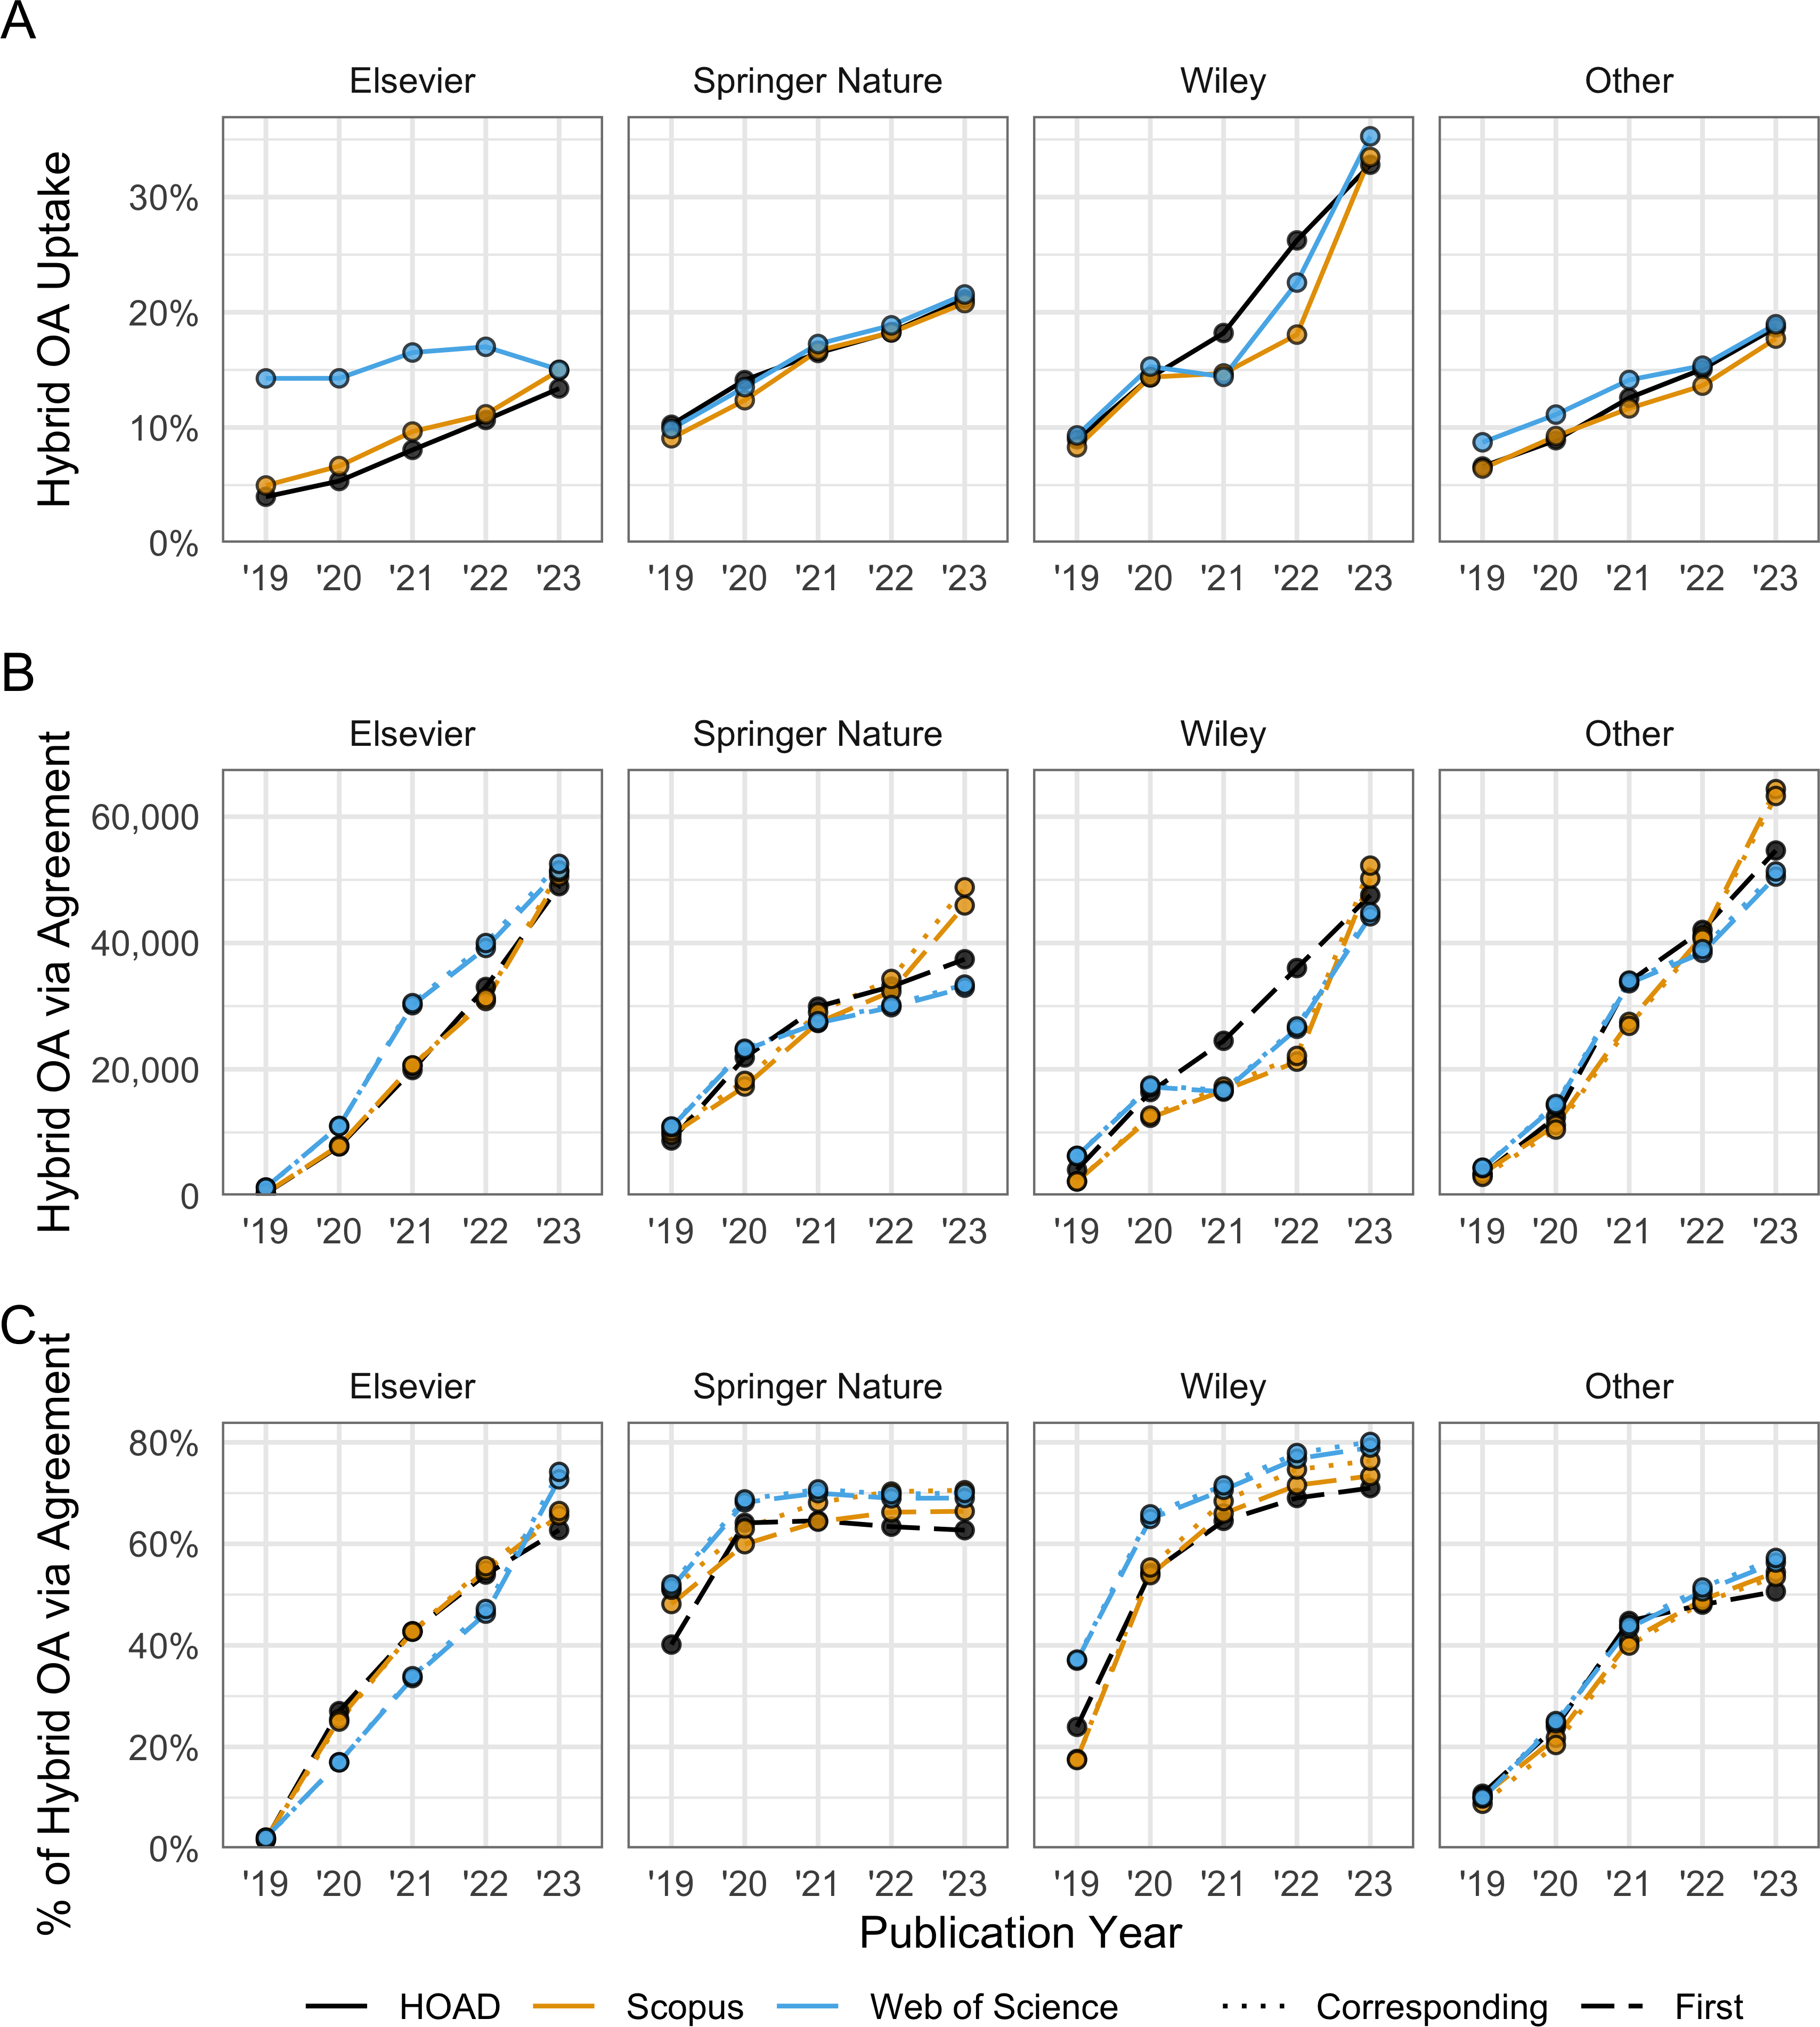 A
Elsevier Springer Nature Wiley Other
Hybrid OA Uptake
30%
20%
10%
0%
'19 '20 '21 '22 '23 '19 '20 '21 '22 '23 '19 '20 '21 '22 '23 '19 '20 '21 '22 '23
B
Elsevier Springer Nature Wiley Other
Hybrid OA via Agreement
60,000
40,000
20,000
0
'19 '20 '21 '22 '23 '19 '20 '21 '22 '23 '19 '20 '21 '22 '23 '19 '20 '21 '22 '23
C
Elsevier Springer Nature Wiley Other
% of Hybrid OA via Agreement
80%
60%
40%
20%
0%
'19 '20 '21 '22 '23 '19 '20 '21 '22 '23 '19 '20 '21 '22 '23 '19 '20 '21 '22 '23
Publication Year
HOAD Scopus Web of Science Corresponding First